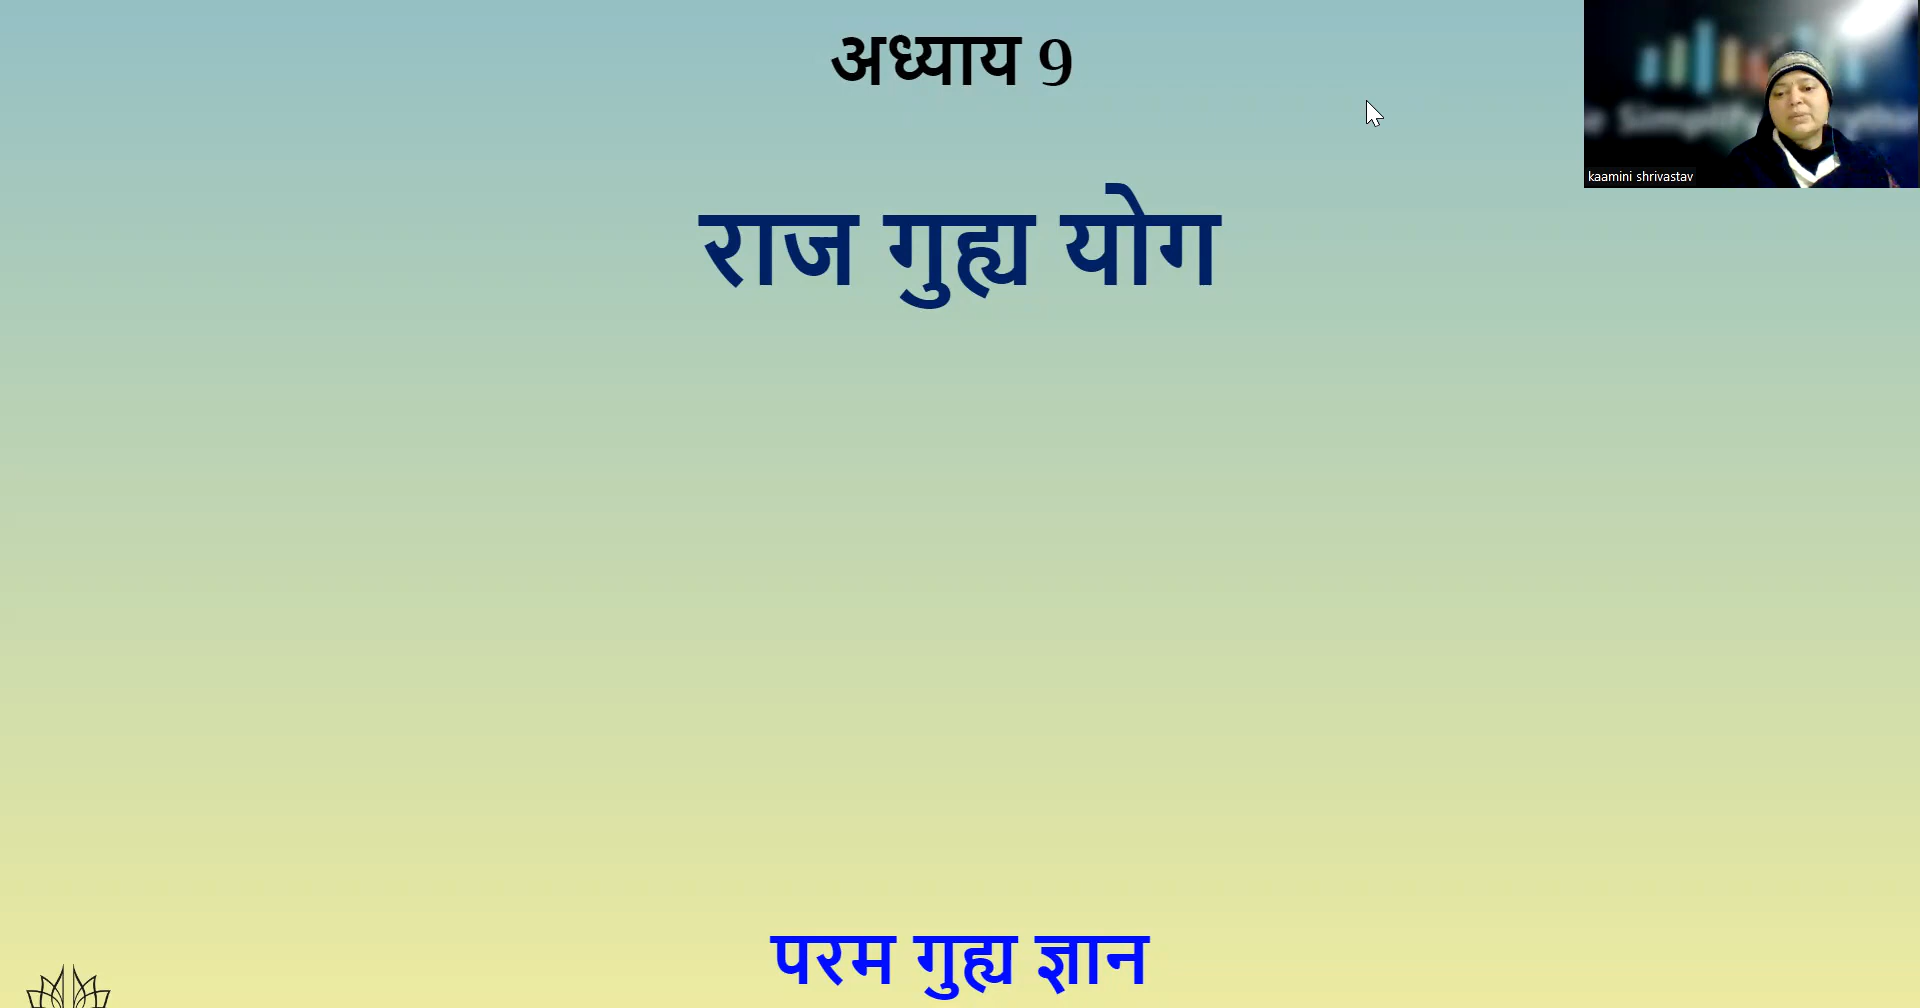 अध्याय 9
राज गुह्य योग
kaamini shrivastav
परम गुह्य ज्ञान